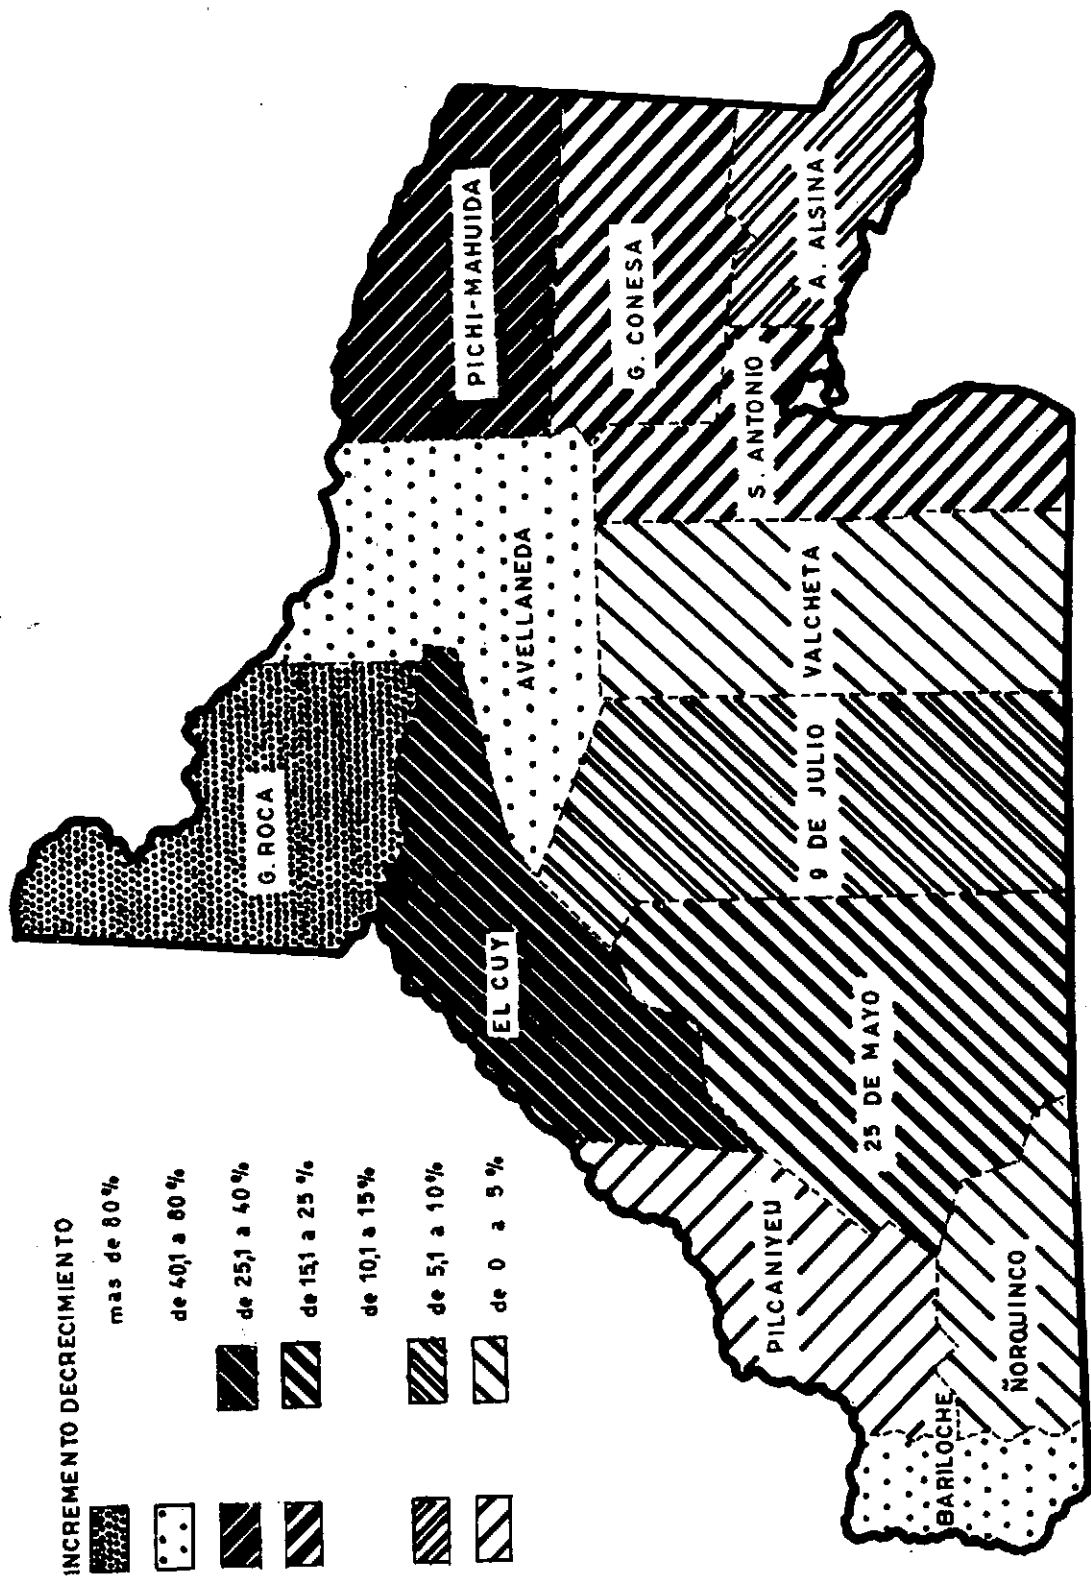 INCREMENTO DECRECIMIENTO
mas de 80%
de 40,1 a 80%
de 25,1 a 40%
de 15,1 a 25%
de 10,1 a 15%
de 5,1 a 10%
de 0 a 5%
G. ROCA
PICHI-MAHUIDA
EL CUY
AVELLANEDA
G. CONESA
PILCANIYEU
25 DE MAYO
9 DE JULIO
VALCHETA
S. ANTONIO
A. ALSINA
BARILOCHE
ÑORQUINCO